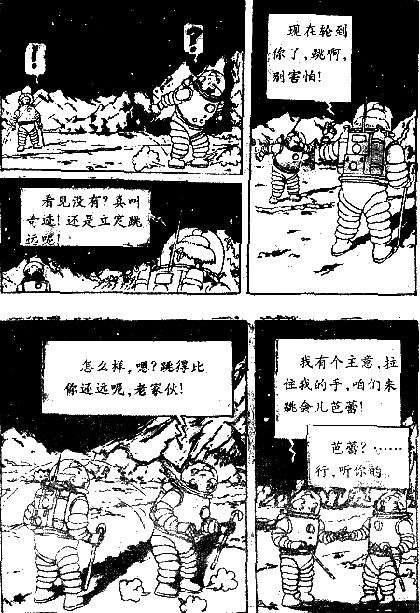 !
?
看见没有?真叫
奇迹!还是立定跳
远呢!
现在轮到
你了,跳啊,
别害怕!
怎么样,嗯?跳得比
你还远呢,老家伙!
我有个主意,拉
住我的手,咱们来
跳会儿芭蕾!
芭蕾?……
行,听你的。